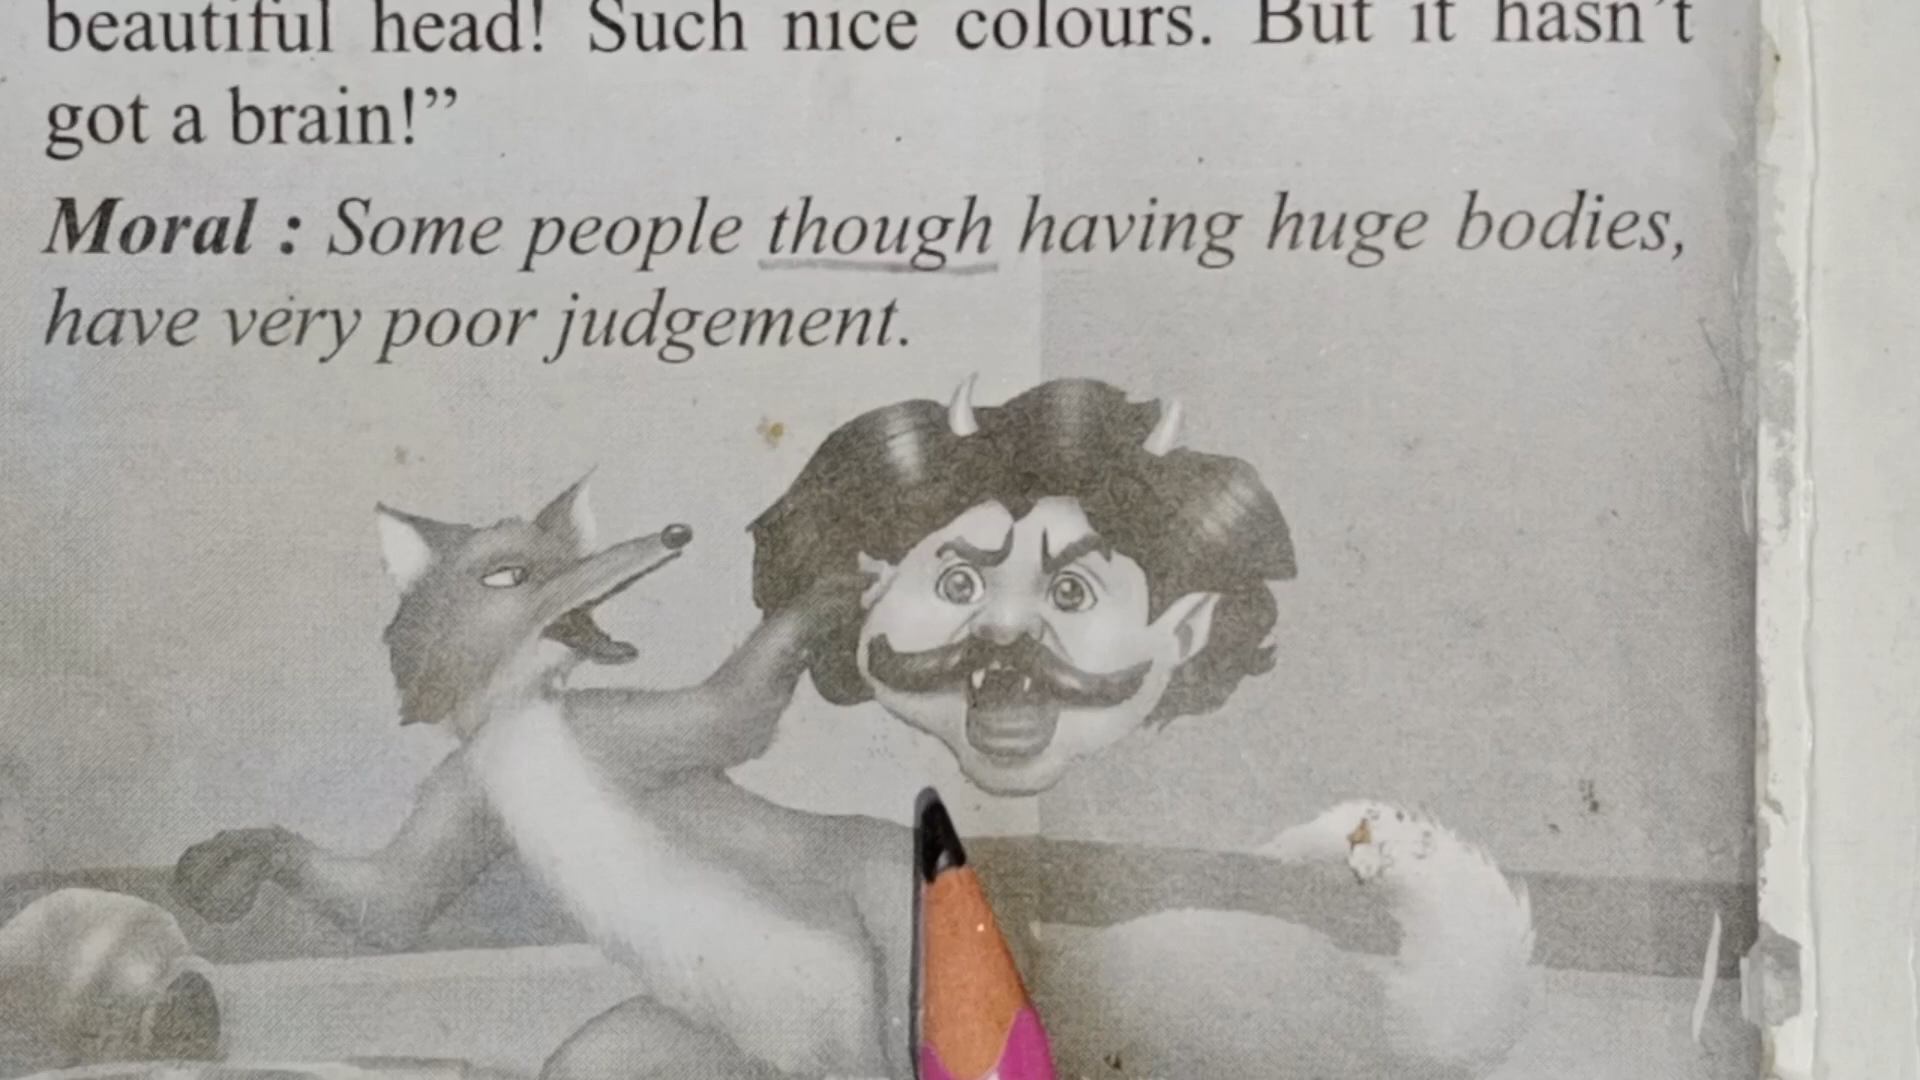 beautiful head! Such nice colours. But it hasn't
got a brain!”
Moral : Some people though having huge bodies,
have very poor judgement.